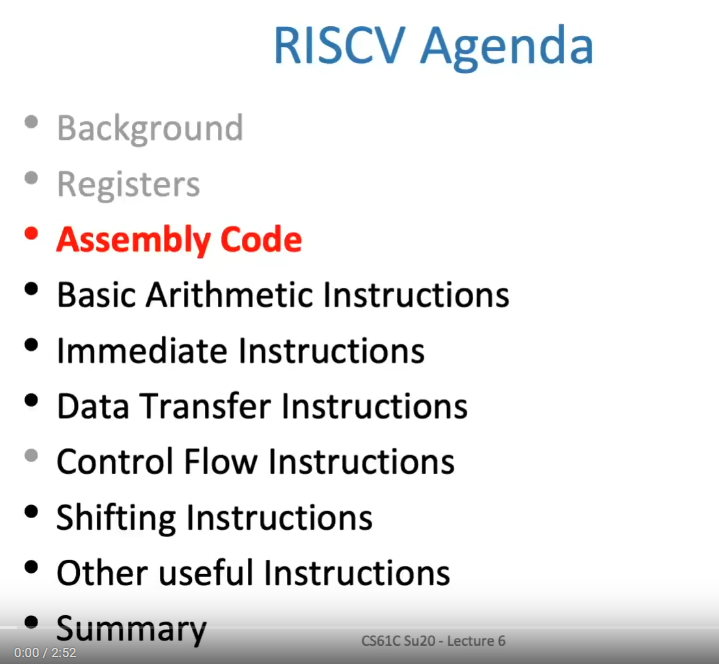 RISCV Agenda
• Background
• Registers
• Assembly Code
• Basic Arithmetic Instructions
• Immediate Instructions
• Data Transfer Instructions
• Control Flow Instructions
• Shifting Instructions
• Other useful Instructions
• Summary
CS61C Su20 - Lecture 6
0:00 / 2:52